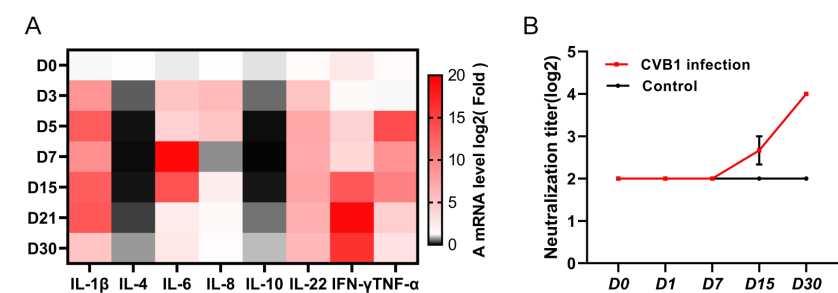 A
D0
D3
D5
D7
D15
D21
D30
IL-1β IL-4 IL-6 IL-8 IL-10 IL-22 IFN-γ TNF-α
20
15
10
5
0
A mRNA level log2( Fold )
B
Neutralization titer(log2)
5
4
3
2
1
0
CVB1 infection
Control
D0 D1 D7 D15 D30